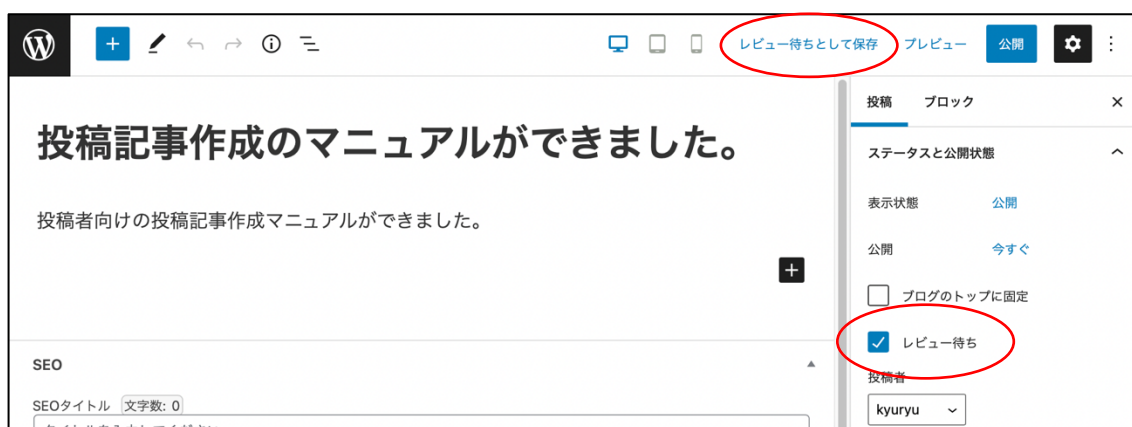 レビュー待ちとして保存 プレビュー 公開
投稿 ブロック
投稿記事作成のマニュアルができました。
ステータスと公開状態
表示状態 公開
投稿者向けの投稿記事作成マニュアルができました。
公開 今すぐ
ブログのトップに固定
レビュー待ち
SEO
投稿者
SEOタイトル 文字数: 0
kyuryu